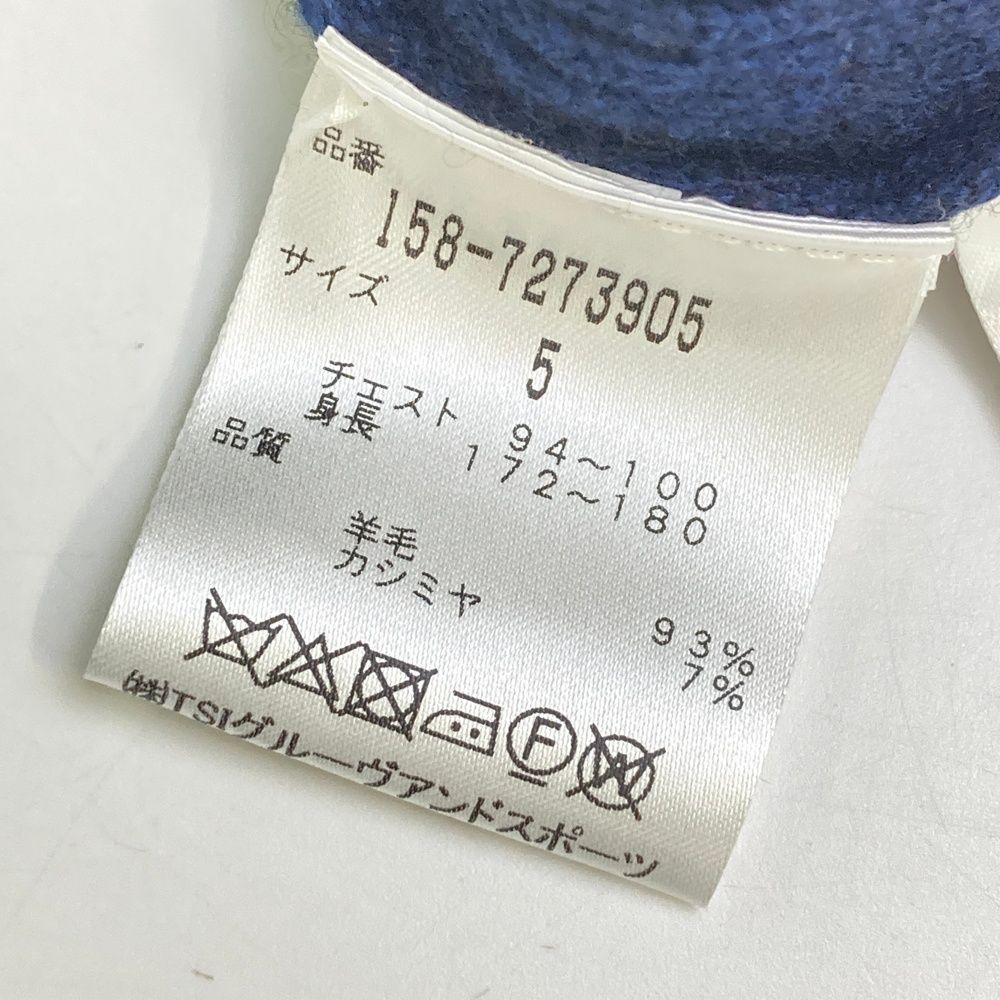 品番
158-7273905
サイズ
5
チェスト 94～100
身長 172～180
品質
羊毛 93%
カシミヤ 7%
F
W
㈱TSIグルーヴアンドスポーツ